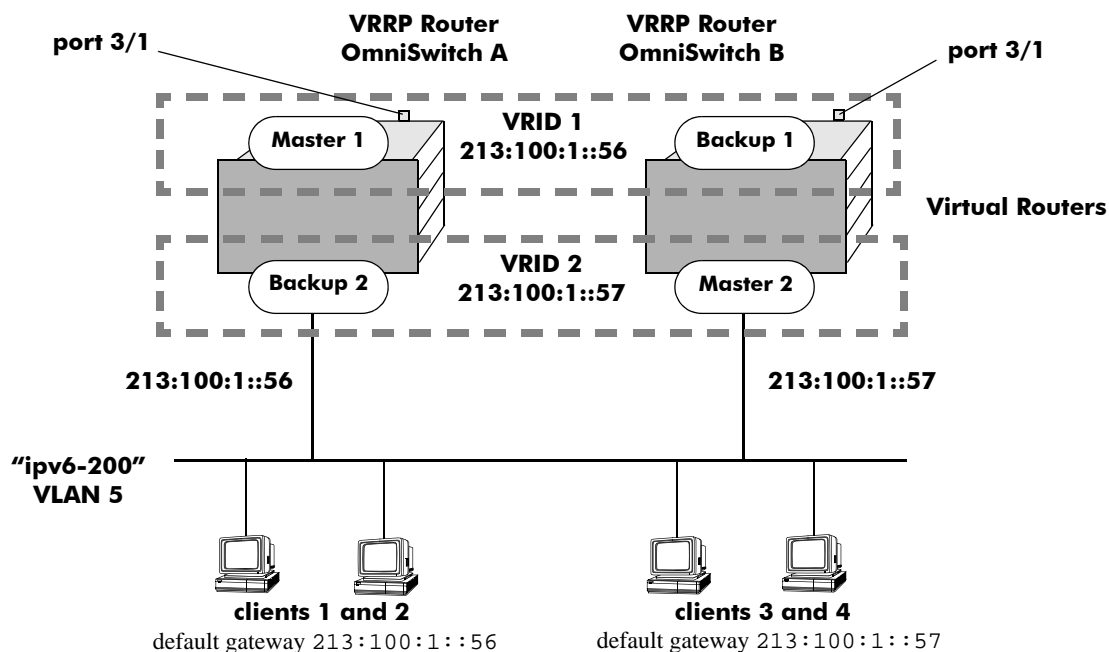 VRRP Router
OmniSwitch A
VRRP Router
OmniSwitch B
port 3/1
port 3/1
Master 1
VRID 1
213:100:1::56
Backup 1
Virtual Routers
Backup 2
VRID 2
213:100:1::57
Master 2
213:100:1::56
213:100:1::57
“ipv6-200”
VLAN 5
clients 1 and 2
default gateway 213:100:1::56
clients 3 and 4
default gateway 213:100:1::57